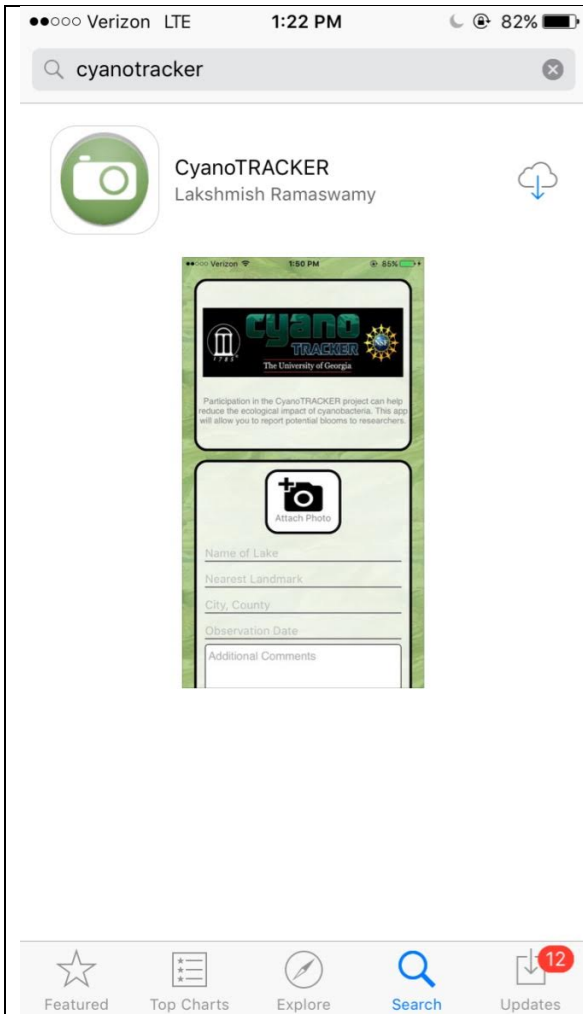 Verizon LTE 1:22 PM 82%
cyanotracker
CyanoTRACKER
Lakshmish Ramaswamy
Verizon 1:50 PM 86%
cyano
TRACKER
1785
The University of Georgia
Participation in the CyanoTRACKER project can help
reduce the ecological impact of cyanobacteria. This app
will allow you to report potential blooms to researchers.
Attach Photo
Name of Lake
Nearest Landmark
City, County
Observation Date
Additional Comments
12
Featured Top Charts Explore Search Updates